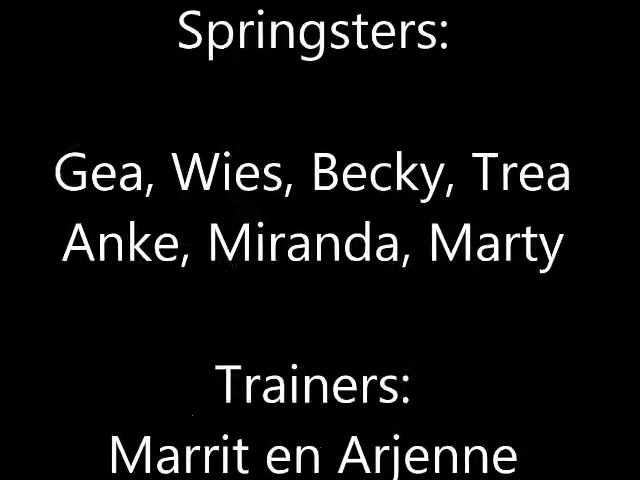 Springsters:
Gea, Wies, Becky, Trea
Anke, Miranda, Marty
Trainers:
Marrit en Arjenne